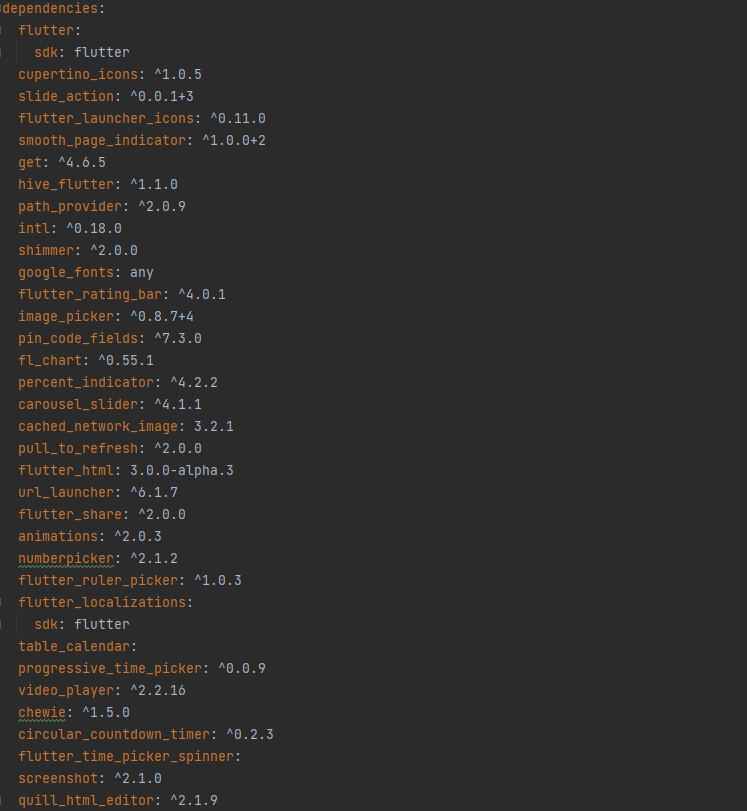 dependencies:
flutter:
sdk: flutter
cupertino_icons: ^1.0.5
slide_action: ^0.0.1+3
flutter_launcher_icons: ^0.11.0
smooth_page_indicator: ^1.0.0+2
get: ^4.6.5
hive_flutter: ^1.1.0
path_provider: ^2.0.9
intl: ^0.18.0
shimmer: ^2.0.0
google_fonts: any
flutter_rating_bar: ^4.0.1
image_picker: ^0.8.7+4
pin_code_fields: ^7.3.0
fl_chart: ^0.55.1
percent_indicator: ^4.2.2
carousel_slider: ^4.1.1
cached_network_image: 3.2.1
pull_to_refresh: ^2.0.0
flutter_html: 3.0.0-alpha.3
url_launcher: ^6.1.7
flutter_share: ^2.0.0
animations: ^2.0.3
numberpicker: ^2.1.2
flutter_ruler_picker: ^1.0.3
flutter_localizations:
sdk: flutter
table_calendar:
progressive_time_picker: ^0.0.9
video_player: ^2.2.16
chewie: ^1.5.0
circular_countdown_timer: ^0.2.3
flutter_time_picker_spinner:
screenshot: ^2.1.0
quill_html_editor: ^2.1.9